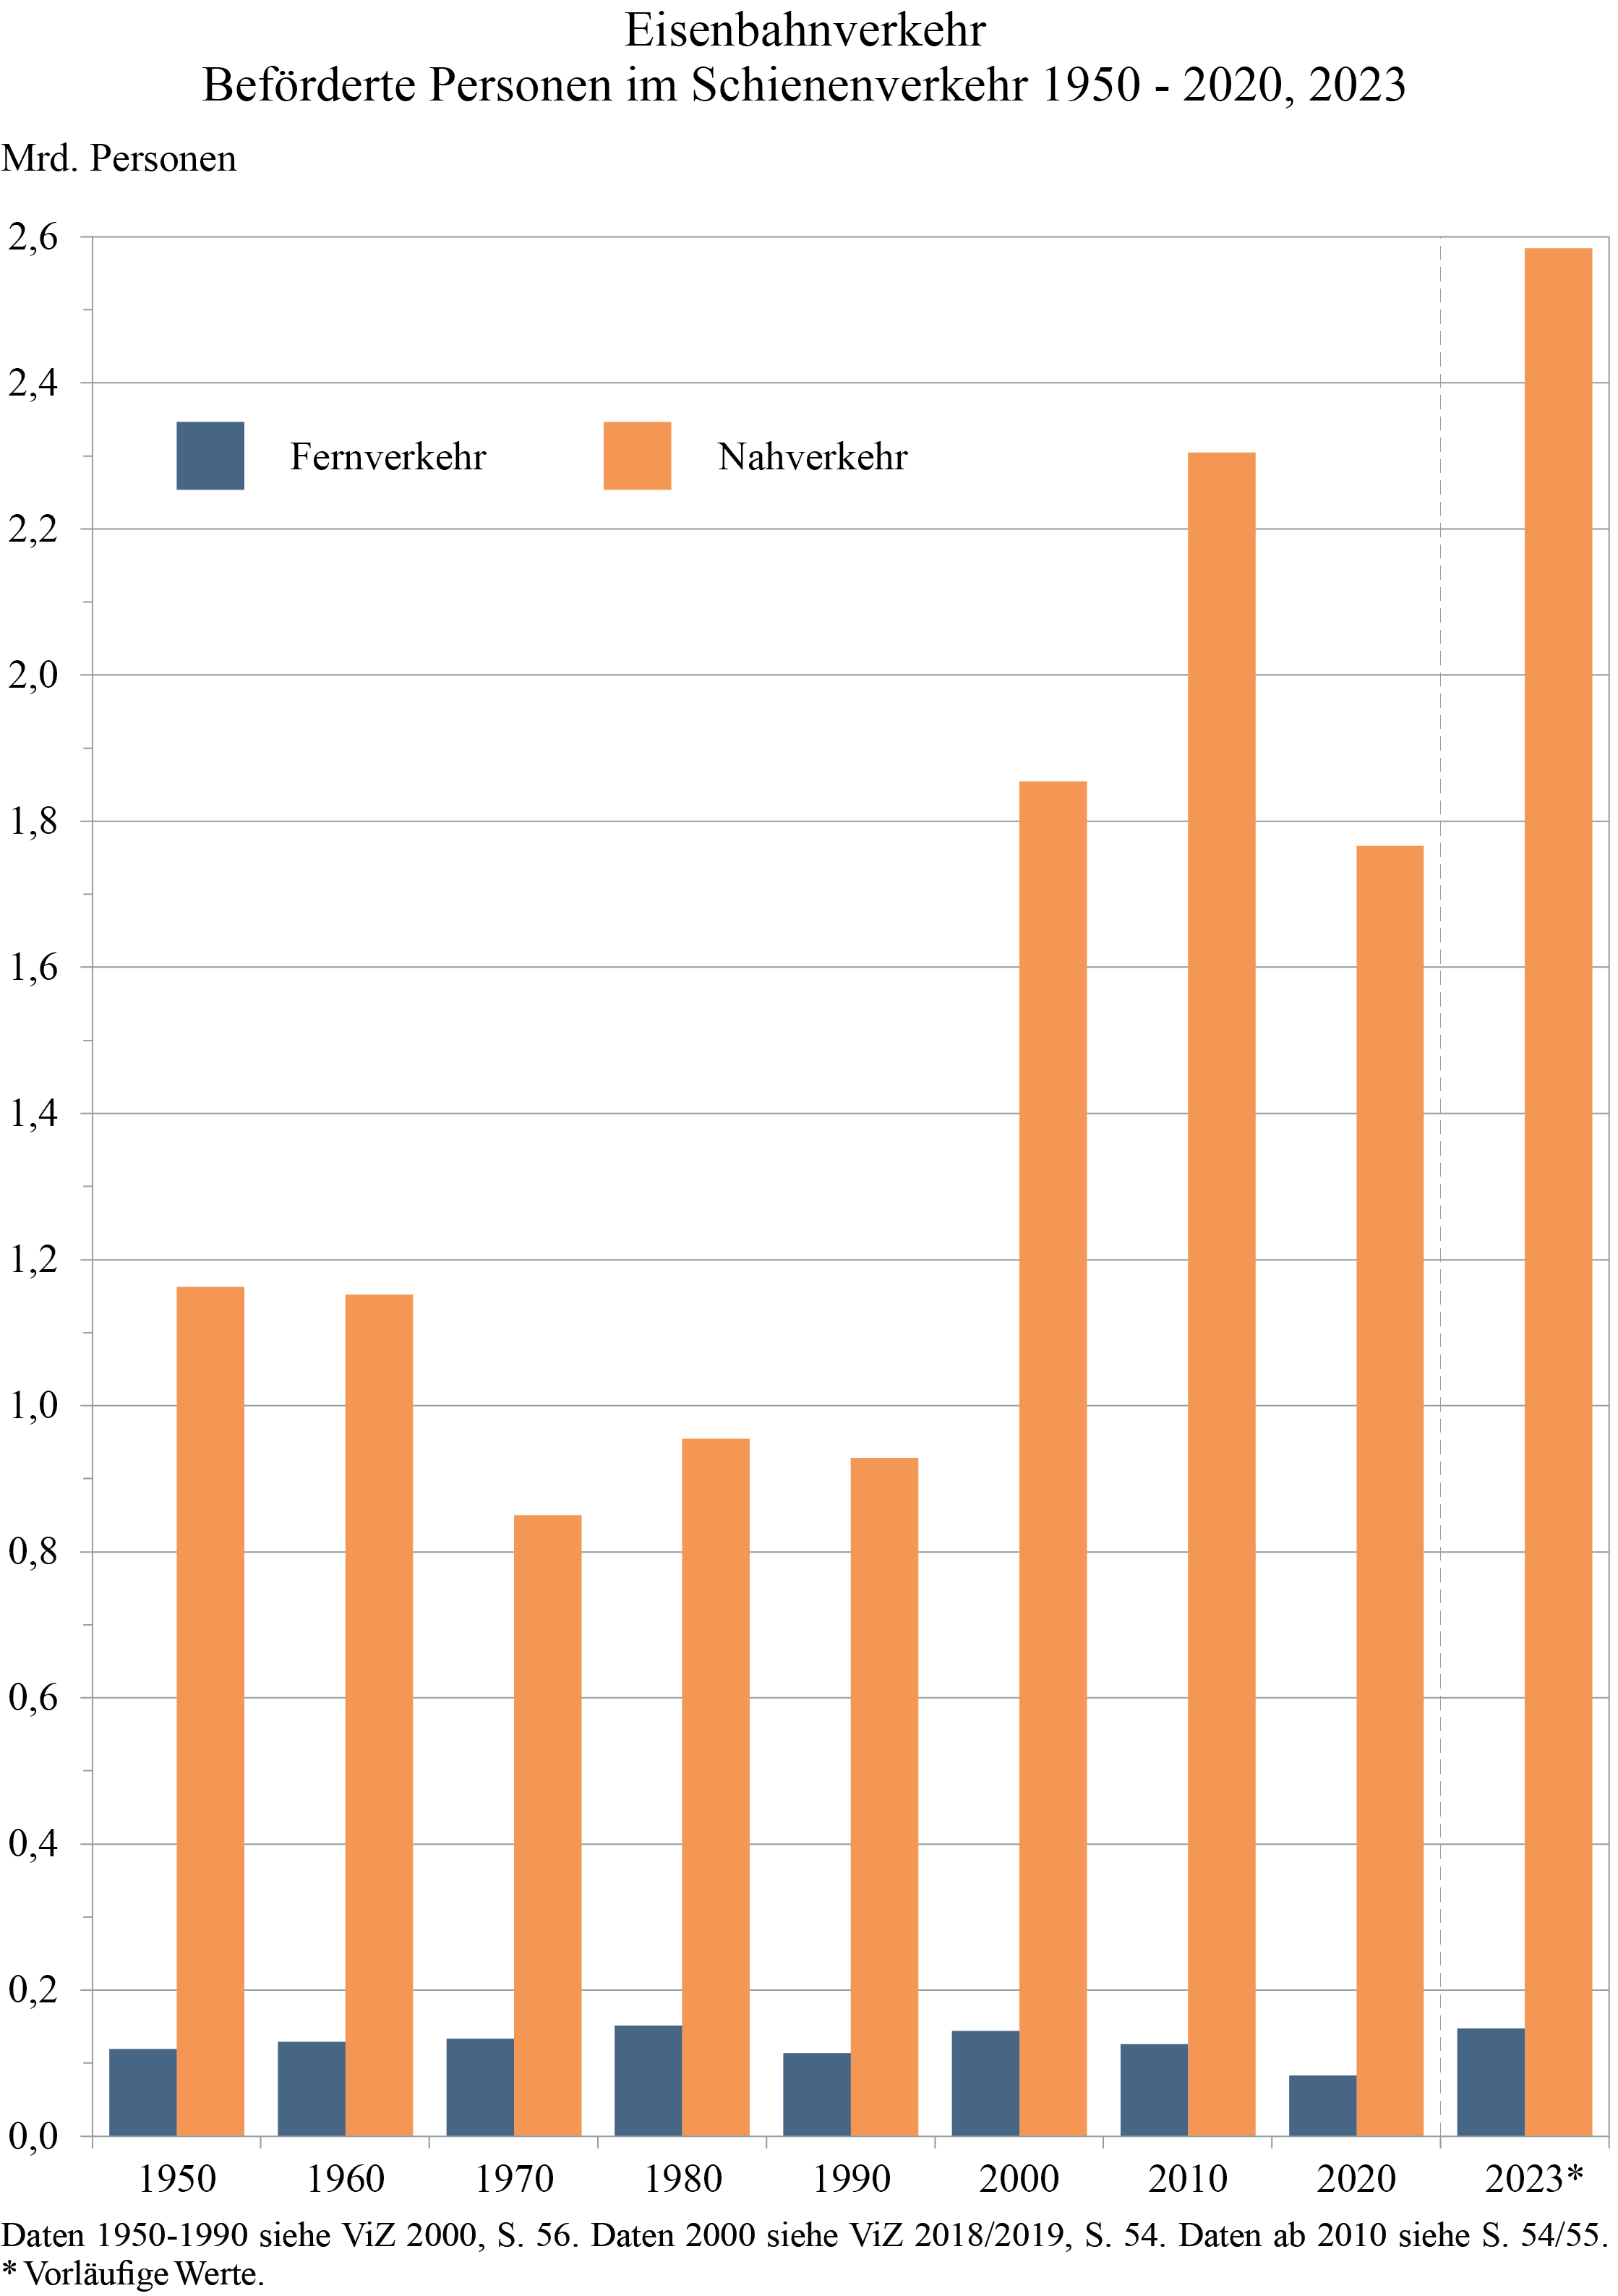 Eisenbahnverkehr
Beförderte Personen im Schienenverkehr 1950 - 2020, 2023
Mrd. Personen
2,6
2,4
Fernverkehr Nahverkehr
2,2
2,0
1,8
1,6
1,4
1,2
1,0
0,8
0,6
0,4
0,2
0,0
1950 1960 1970 1980 1990 2000 2010 2020 2023*
Daten 1950-1990 siehe ViZ 2000, S. 56. Daten 2000 siehe ViZ 2018/2019, S. 54. Daten ab 2010 siehe S. 54/55.
* Vorläufige Werte.